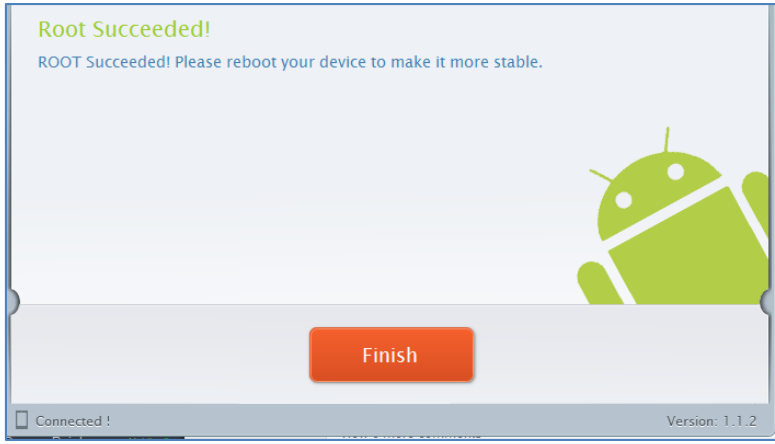 Root Succeeded!
ROOT Succeeded! Please reboot your device to make it more stable.
Finish
Connected !
Version: 1.1.2